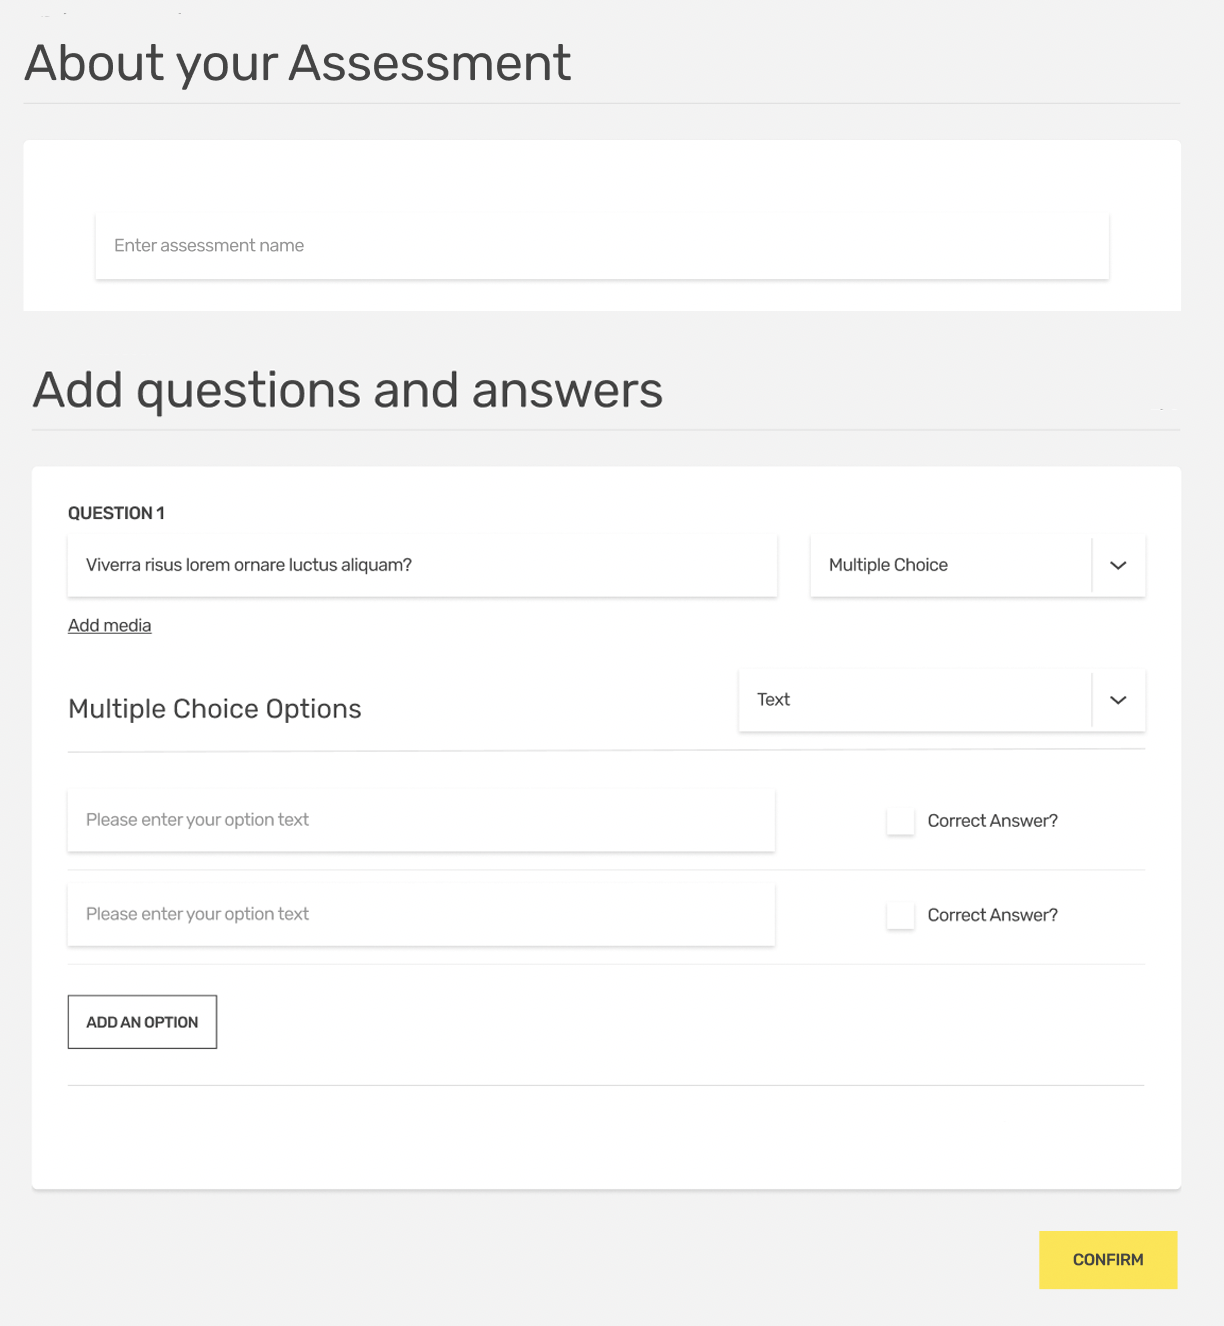 About your Assessment
Enter assessment name
Add questions and answers
QUESTION 1
Viverra risus lorem ornare luctus aliquam?
Multiple Choice
Add media
Multiple Choice Options
Text
Please enter your option text
Correct Answer?
Please enter your option text
Correct Answer?
ADD AN OPTION
CONFIRM